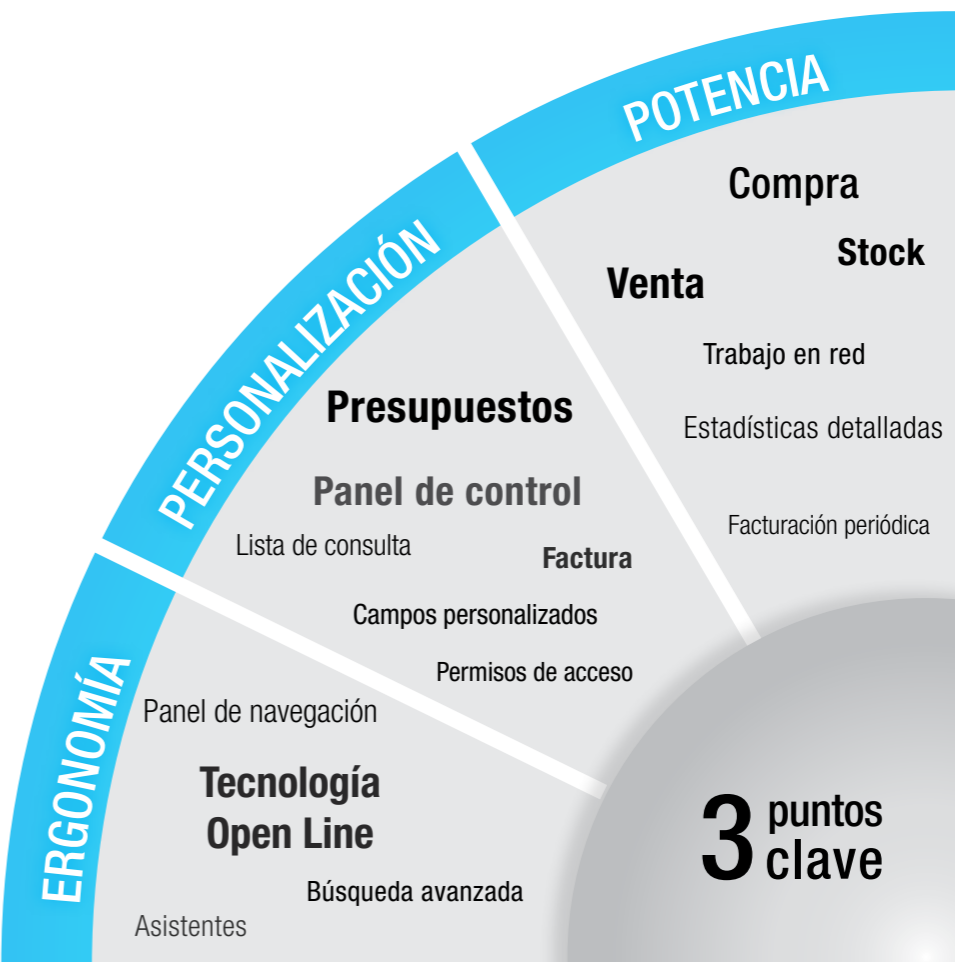 POTENCIA
Compra
Stock
Venta
Trabajo en red
Estadísticas detalladas
Facturación periódica
PERSONALIZACIÓN
Presupuestos
Panel de control
Lista de consulta
Factura
Campos personalizados
Permisos de acceso
ERGONOMÍA
Panel de navegación
Tecnología
Open Line
Búsqueda avanzada
Asistentes
3 puntos
clave